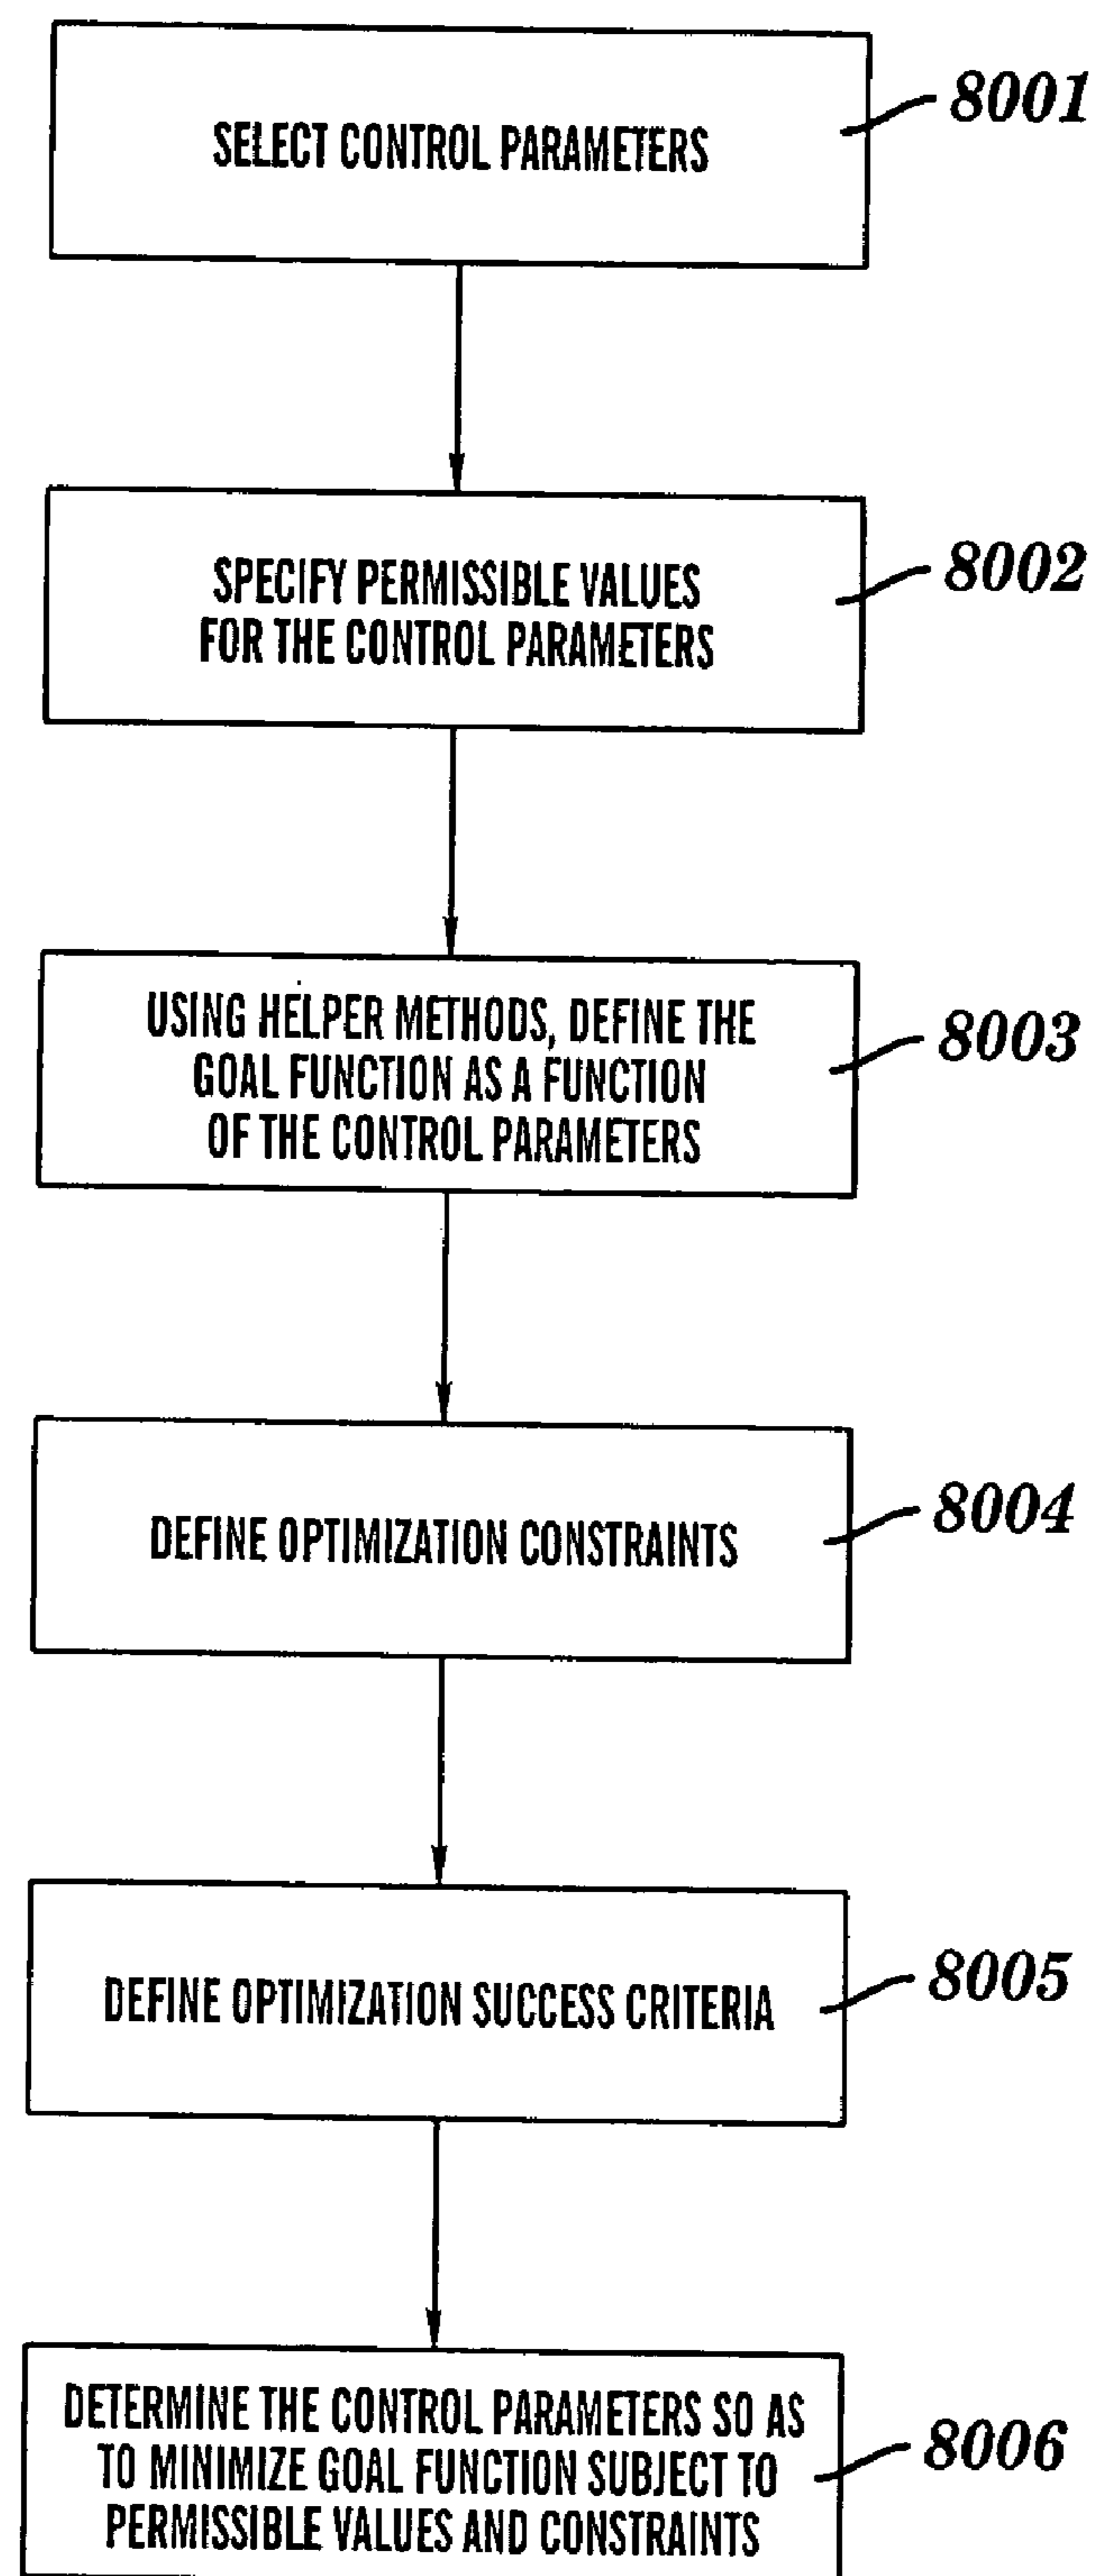 SELECT CONTROL PARAMETERS
8001
SPECIFY PERMISSIBLE VALUES
FOR THE CONTROL PARAMETERS
8002
USING HELPER METHODS, DEFINE THE
GOAL FUNCTION AS A FUNCTION
OF THE CONTROL PARAMETERS
8003
DEFINE OPTIMIZATION CONSTRAINTS
8004
DEFINE OPTIMIZATION SUCCESS CRITERIA
8005
DETERMINE THE CONTROL PARAMETERS SO AS
TO MINIMIZE GOAL FUNCTION SUBJECT TO
PERMISSIBLE VALUES AND CONSTRAINTS
8006